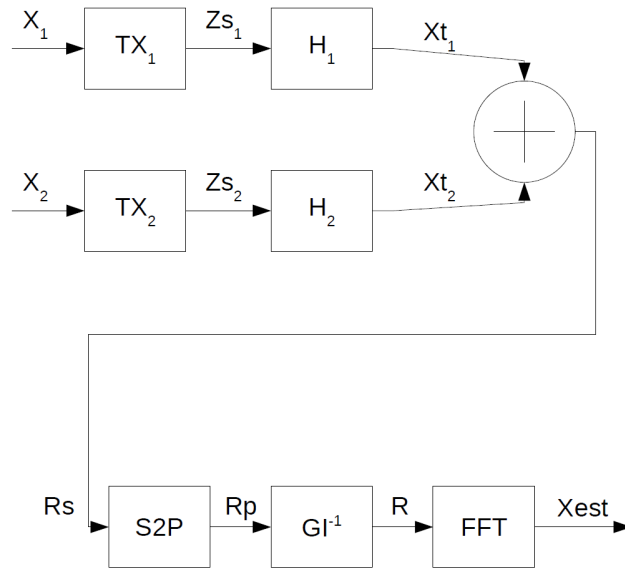 X₁ TX₁ Zs₁ H₁ Xt₁
X₂ TX₂ Zs₂ H₂ Xt₂
Rs S2P Rp GI⁻¹ R FFT Xest